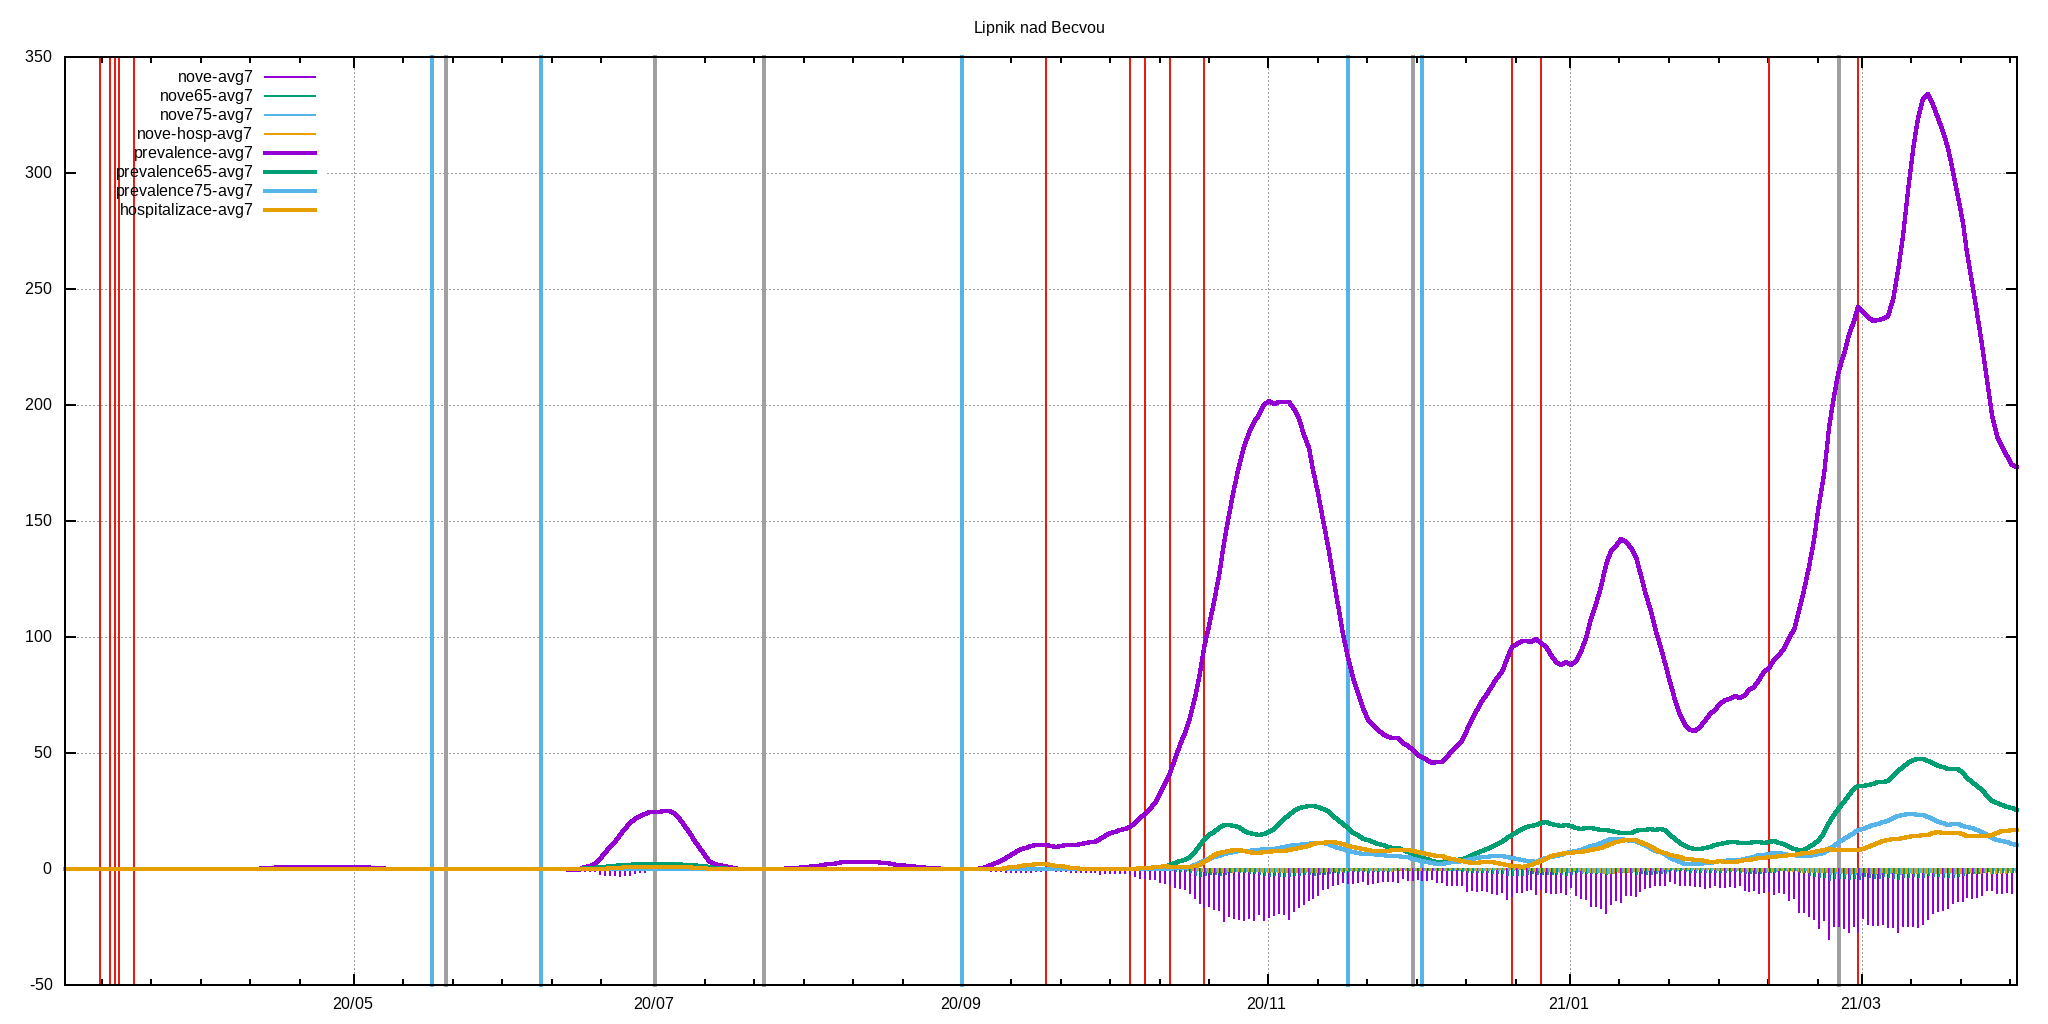 Lipnik nad Becvou
350
300
250
200
150
100
50
0
-50
nove-avg7
nove65-avg7
nove75-avg7
nove-hosp-avg7
prevalence-avg7
prevalence65-avg7
prevalence75-avg7
hospitalizace-avg7
20/05 20/07 20/09 20/11 21/01 21/03